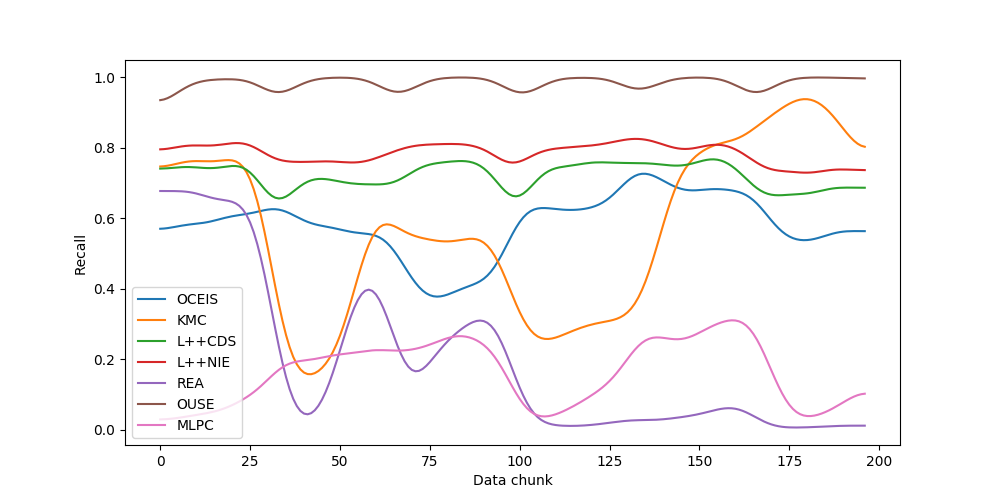 1.0
0.8
0.6
0.4
0.2
0.0
Recall
OCEIS
KMC
L++CDS
L++NIE
REA
OUSE
MLPC
0 25 50 75 100 125 150 175 200
Data chunk